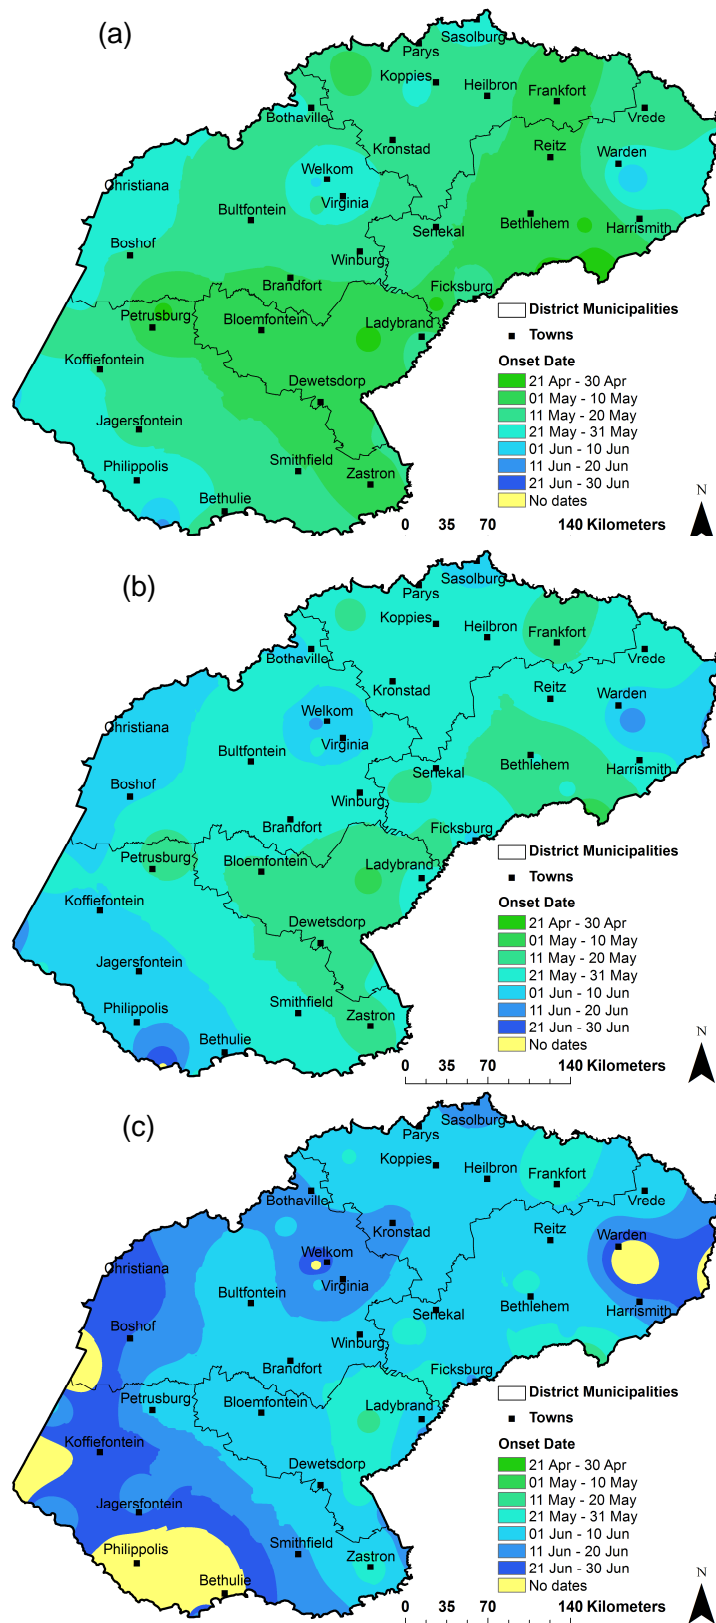 (a)
Sasolburg
Parys
Koppies
Heilbron
Frankfort
Bothaville
Vrede
Kronstad
Reitz
Warden
Welkom
Christiana
Virginia
Bultfontein
Bethlehem
Senekal
Harrismith
Boshof
Winburg
Brandfort
Ficksburg
Petrusburg
Bloemfontein
Ladybrand
Koffiefontein
Dewetsdorp
Jagersfontein
Philippolis
Smithfield
Zastron
Bethulie
District Municipalities
Towns
Onset Date
21 Apr - 30 Apr
01 May - 10 May
11 May - 20 May
21 May - 31 May
01 Jun - 10 Jun
11 Jun - 20 Jun
21 Jun - 30 Jun
No dates
N
0 35 70 140 Kilometers
(b)
Sasolburg
Parys
Koppies
Heilbron
Frankfort
Bothaville
Vrede
Kronstad
Reitz
Warden
Welkom
Christiana
Virginia
Bultfontein
Bethlehem
Senekal
Harrismith
Boshof
Winburg
Brandfort
Ficksburg
Petrusburg
Bloemfontein
Ladybrand
Koffiefontein
Dewetsdorp
Jagersfontein
Philippolis
Smithfield
Zastron
Bethulie
District Municipalities
Towns
Onset Date
21 Apr - 30 Apr
01 May - 10 May
11 May - 20 May
21 May - 31 May
01 Jun - 10 Jun
11 Jun - 20 Jun
21 Jun - 30 Jun
No dates
N
0 35 70 140 Kilometers
(c)
Sasolburg
Parys
Koppies
Heilbron
Frankfort
Bothaville
Vrede
Kronstad
Reitz
Warden
Welkom
Christiana
Virginia
Bultfontein
Bethlehem
Senekal
Harrismith
Boshof
Winburg
Brandfort
Ficksburg
Petrusburg
Bloemfontein
Ladybrand
Koffiefontein
Dewetsdorp
Jagersfontein
Philippolis
Smithfield
Zastron
Bethulie
District Municipalities
Towns
Onset Date
21 Apr - 30 Apr
01 May - 10 May
11 May - 20 May
21 May - 31 May
01 Jun - 10 Jun
11 Jun - 20 Jun
21 Jun - 30 Jun
No dates
N
0 35 70 140 Kilometers